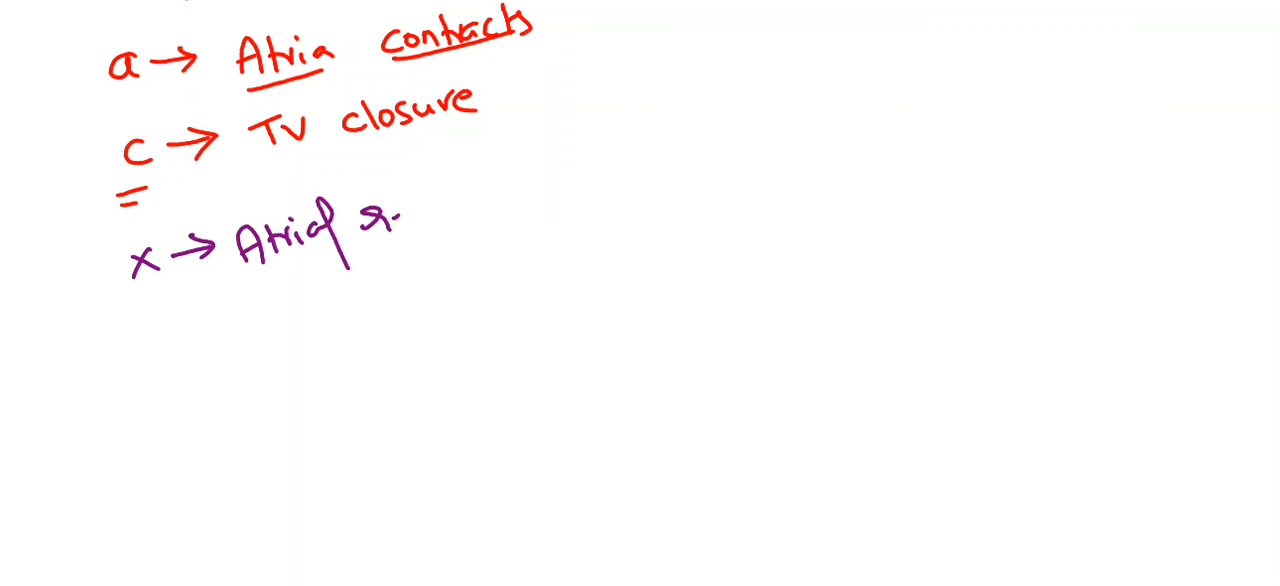 a → Atria contracts
c → TV closure
x → Atrial r